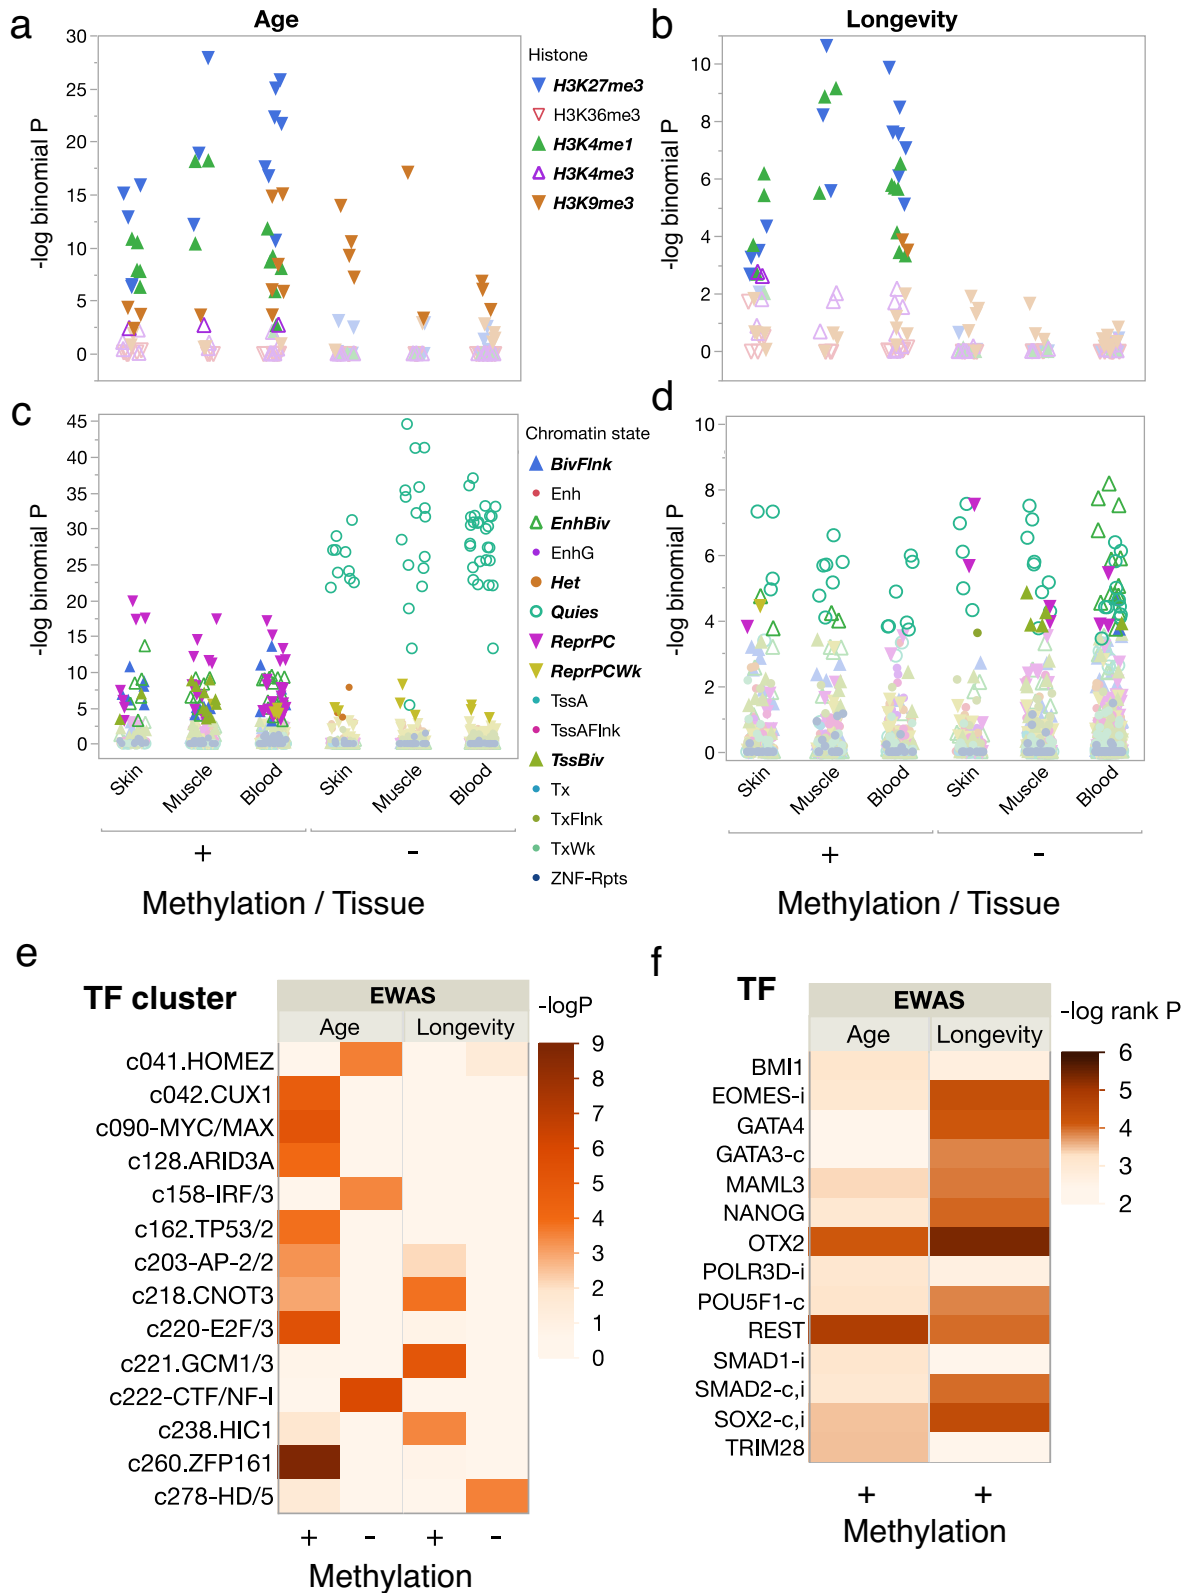 a
Age
-log binomial P
30
25
20
15
10
5
0
Histone
H3K27me3
H3K36me3
H3K4me1
H3K4me3
H3K9me3
b
Longevity
-log binomial P
10
8
6
4
2
0
c
-log binomial P
45
40
35
30
25
20
15
10
5
0
Skin
Muscle
Blood
Skin
Muscle
Blood
+
-
Methylation / Tissue
Chromatin state
BivFlnk
Enh
EnhBiv
EnhG
Het
Quies
ReprPC
ReprPCWk
TssA
TssAFlnk
TssBiv
Tx
TxFlnk
TxWk
ZNF-Rpts
d
-log binomial P
10
8
6
4
2
0
Skin
Muscle
Blood
Skin
Muscle
Blood
+
-
Methylation / Tissue
e
TF cluster
EWAS
Age Longevity
c041.HOMEZ
c042.CUX1
c090-MYC/MAX
c128.ARID3A
c158-IRF/3
c162.TP53/2
c203-AP-2/2
c218.CNOT3
c220-E2F/3
c221.GCM1/3
c222-CTF/NF-I
c238.HIC1
c260.ZFP161
c278-HD/5
+ - + -
Methylation
-logP
9
8
7
6
5
4
3
2
1
0
f
TF
EWAS
Age Longevity
BMI1
EOMES-i
GATA4
GATA3-c
MAML3
NANOG
OTX2
POLR3D-i
POU5F1-c
REST
SMAD1-i
SMAD2-c,i
SOX2-c,i
TRIM28
+ +
Methylation
-log rank P
6
5
4
3
2